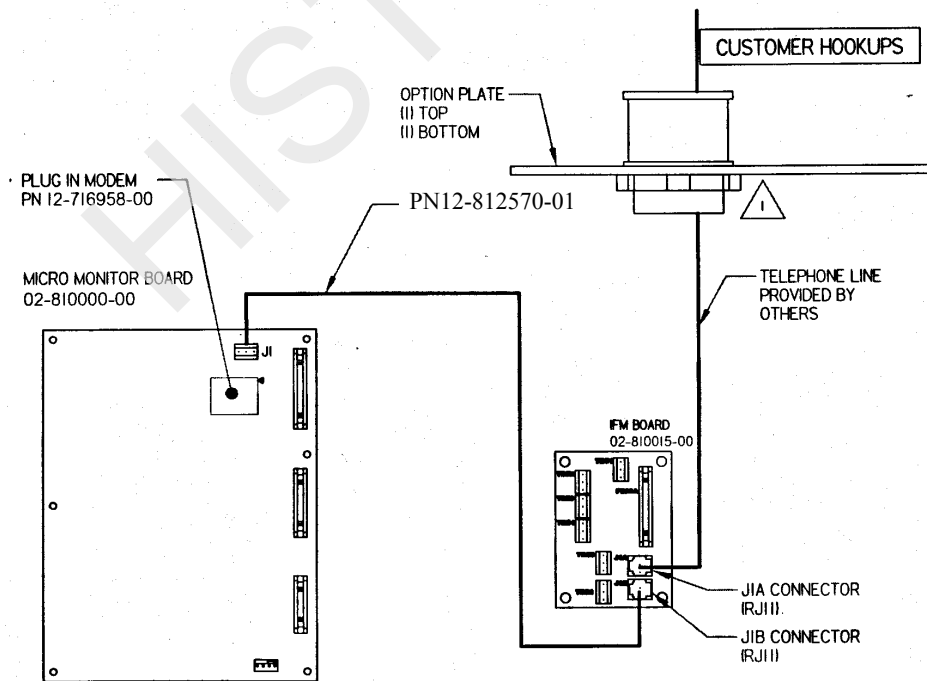 HIST
CUSTOMER HOOKUPS
OPTION PLATE
(1) TOP
(1) BOTTOM
PLUG IN MODEM
PN 12-716958-00
PN12-812570-01
1
MICRO MONITOR BOARD
02-810000-00
TELEPHONE LINE
PROVIDED BY
OTHERS
J1
IFM BOARD
02-810015-00
J1A CONNECTOR
(RJ11).
J1B CONNECTOR
(RJ11)